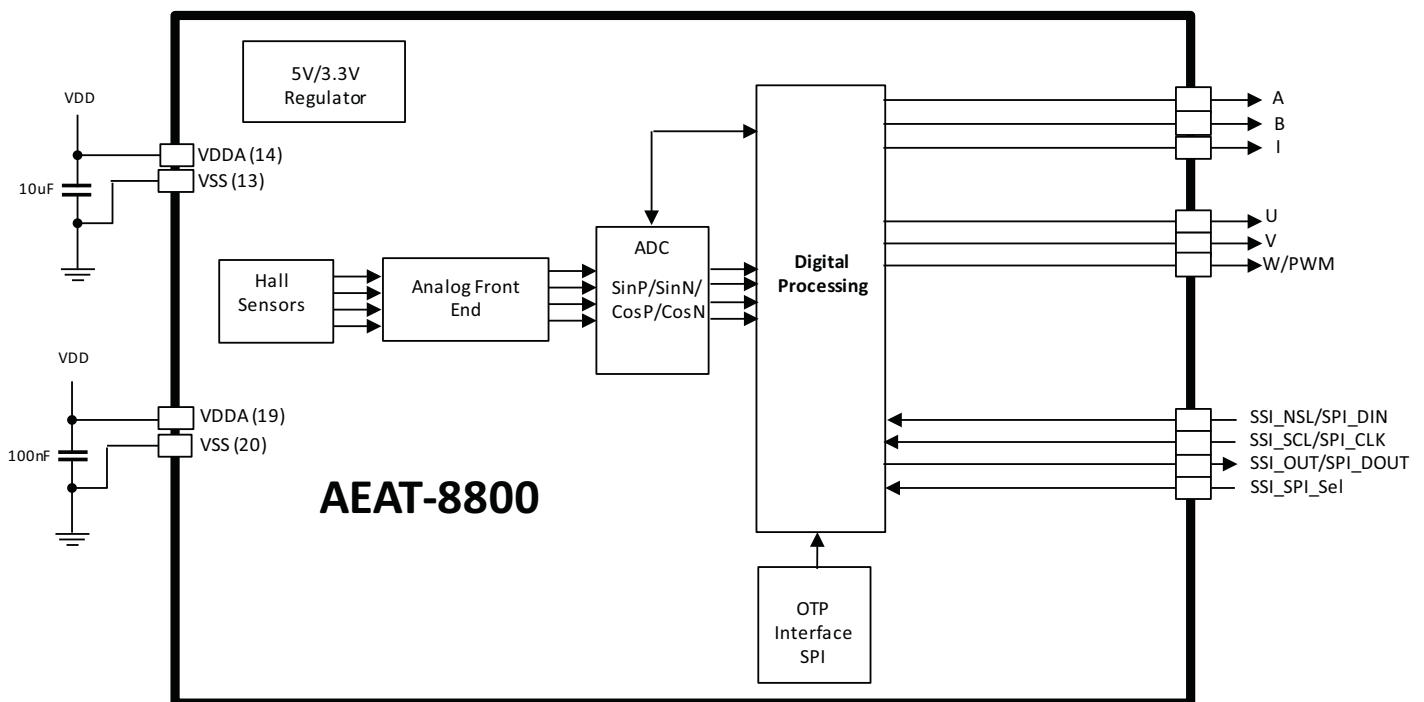 5V/3.3V
Regulator
VDD
VDDA (14)
VSS (13)
10uF
A
B
I
U
V
W/PWM
ADC
SinP/SinN/
CosP/CosN
Hall
Sensors
Analog Front
End
Digital
Processing
VDD
VDDA (19)
VSS (20)
100nF
AEAT-8800
SSI_NSL/SPI_DIN
SSI_SCL/SPI_CLK
SSI_OUT/SPI_DOUT
SSI_SPI_Sel
OTP
Interface
SPI